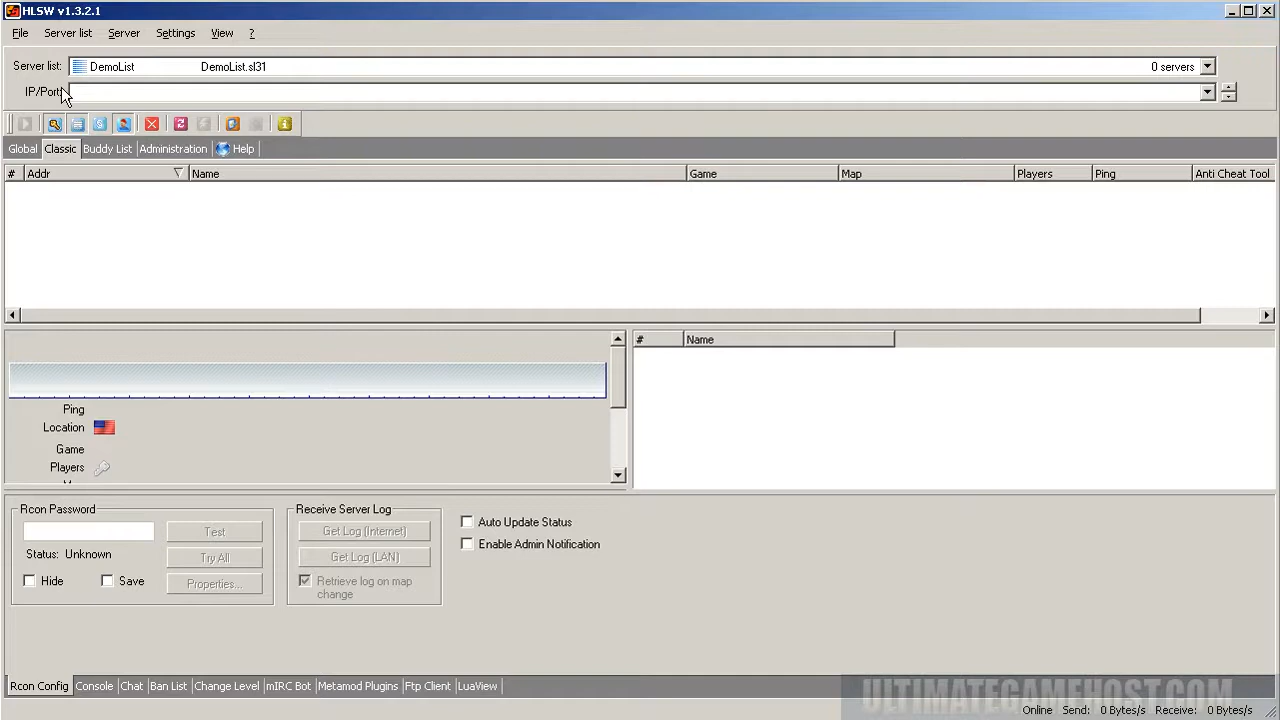 HLSW v1.3.2.1
File Server list Server Settings View ?
Server list: DemoList DemoList.sl31 0 servers
IP/Port:
Global Classic Buddy List Administration Help
# Addr Name Game Map Players Ping Anti Cheat Tool
# Name
Ping
Location
Game
Players
Rcon Password
Test
Status: Unknown
Try All
Hide Save Properties...
Receive Server Log
Get Log (Internet)
Get Log (LAN)
Retrieve log on map
change
Auto Update Status
Enable Admin Notification
Rcon Config Console Chat Ban List Change Level mIRC Bot Metamod Plugins Ftp Client LuaView
ULTIMATEGAMEHOST.COM
Online Send: 0 Bytes/s Receive: 0 Bytes/s